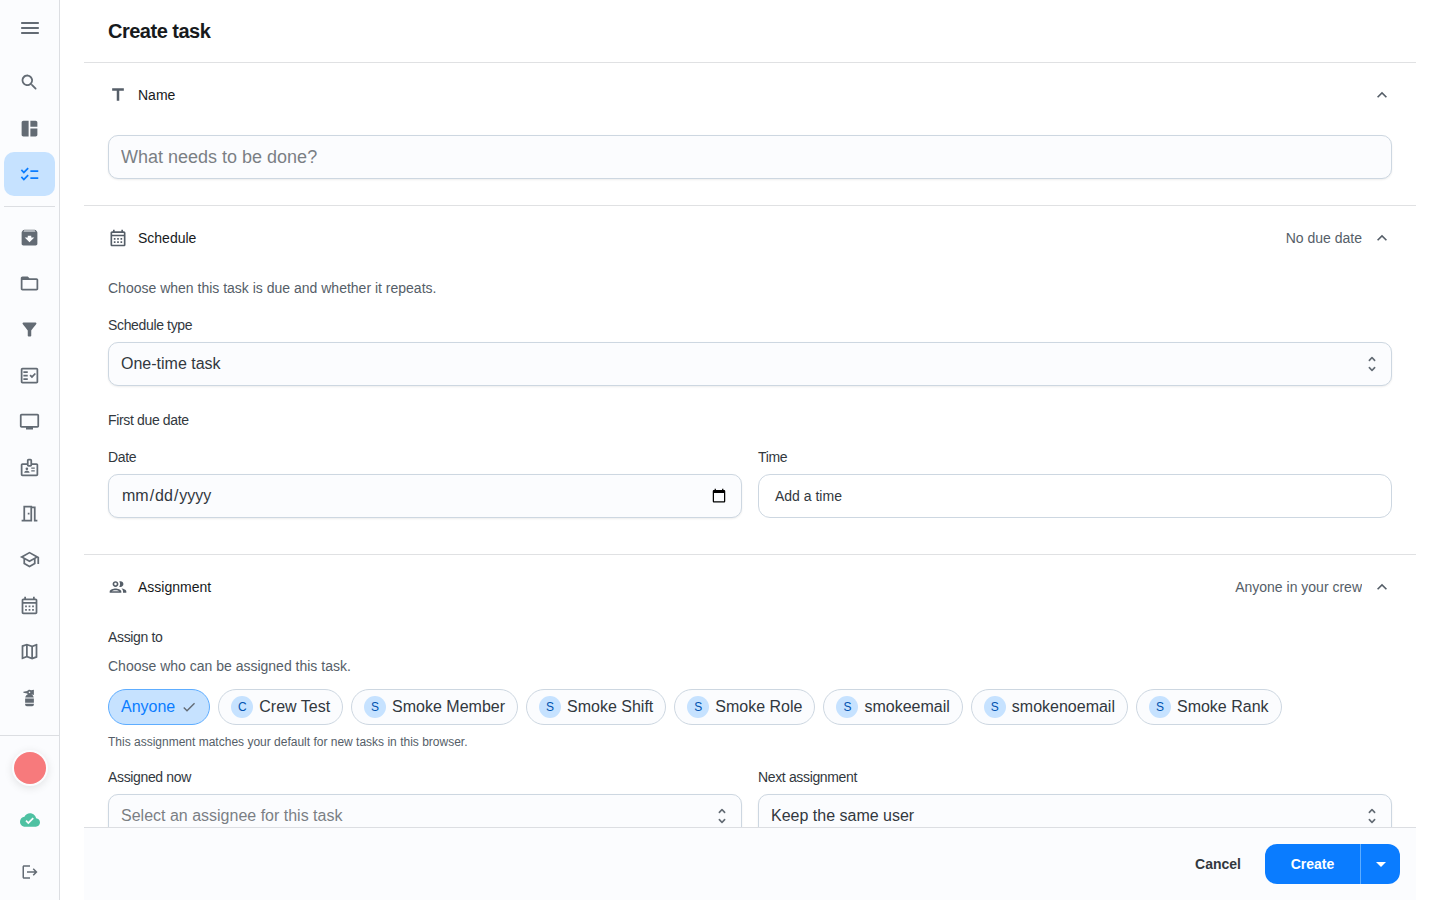 Create task
Name
What needs to be done?
Schedule
No due date
Choose when this task is due and whether it repeats.
Schedule type
One-time task
First due date
Date
Time
mm/dd/yyyy
Add a time
Assignment
Anyone in your crew
Assign to
Choose who can be assigned this task.
Anyone
C Crew Test
S Smoke Member
S Smoke Shift
S Smoke Role
S smokeemail
S smokenoemail
S Smoke Rank
This assignment matches your default for new tasks in this browser.
Assigned now
Next assignment
Select an assignee for this task
Keep the same user
Cancel
Create